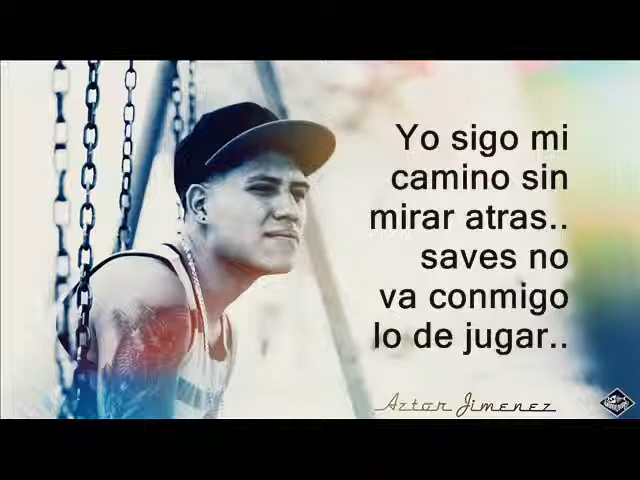 Yo sigo mi
camino sin
mirar atras..
saves no
va conmigo
lo de jugar..
Aztor Jimenez